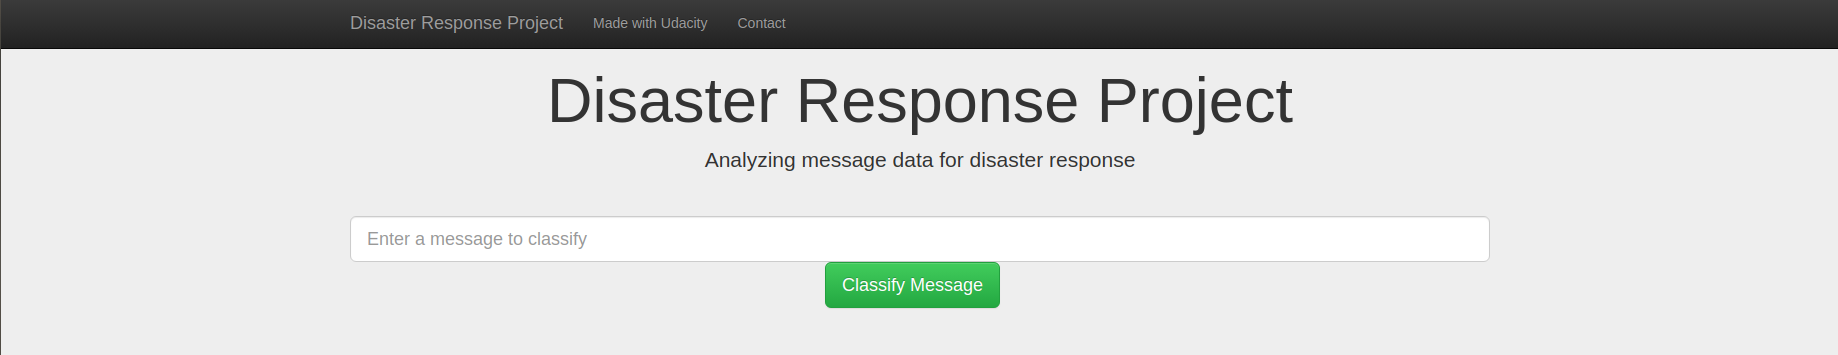 Disaster Response Project Made with Udacity Contact
Disaster Response Project
Analyzing message data for disaster response
Enter a message to classify
Classify Message